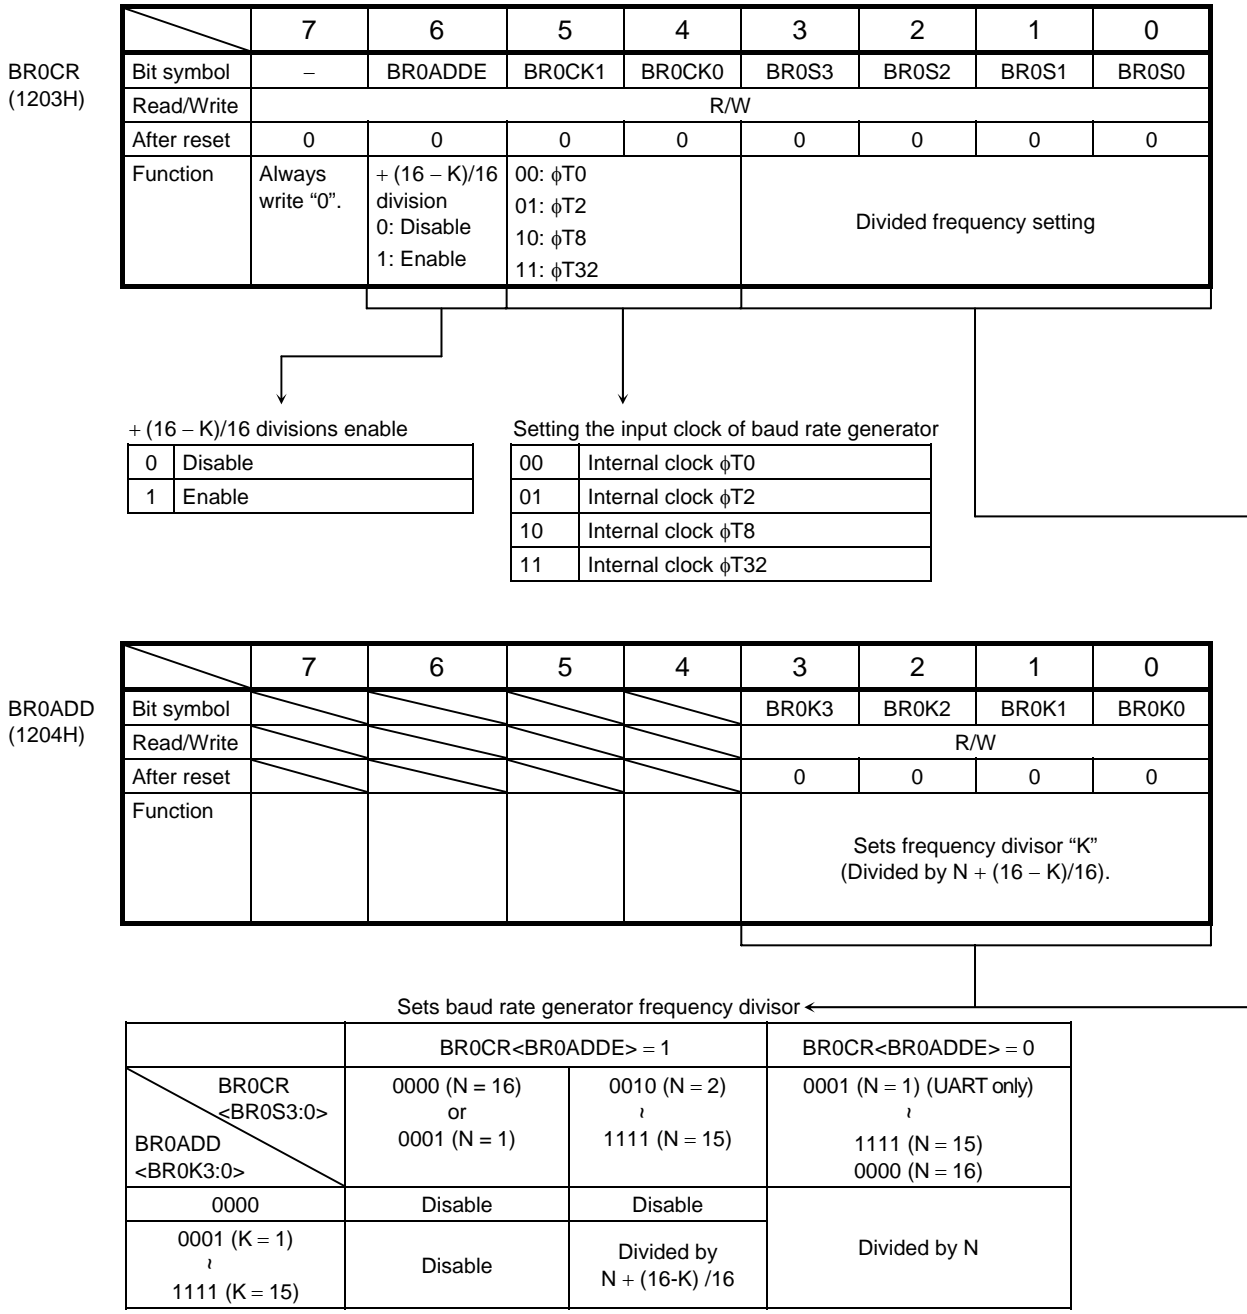 7 6 5 4 3 2 1 0
BR0CR
(1203H)
Bit symbol − BR0ADDE BR0CK1 BR0CK0 BR0S3 BR0S2 BR0S1 BR0S0
Read/Write R/W
After reset 0 0 0 0 0 0 0 0
Function
Always
write “0”.
+ (16 − K)/16
division
0: Disable
1: Enable
00: ϕT0
01: ϕT2
10: ϕT8
11: ϕT32
Divided frequency setting
+ (16 − K)/16 divisions enable
0 Disable
1 Enable
Setting the input clock of baud rate generator
00 Internal clock ϕT0
01 Internal clock ϕT2
10 Internal clock ϕT8
11 Internal clock ϕT32
7 6 5 4 3 2 1 0
BR0ADD
(1204H)
Bit symbol BR0K3 BR0K2 BR0K1 BR0K0
Read/Write R/W
After reset 0 0 0 0
Function
Sets frequency divisor “K”
(Divided by N + (16 − K)/16).
Sets baud rate generator frequency divisor
BR0CR<BR0ADDE> = 1 BR0CR<BR0ADDE> = 0
BR0CR
<BR0S3:0>
BR0ADD
<BR0K3:0>
0000 (N = 16)
or
0001 (N = 1)
0010 (N = 2)
~
1111 (N = 15)
0001 (N = 1) (UART only)
~
1111 (N = 15)
0000 (N = 16)
0000 Disable Disable
0001 (K = 1)
~
1111 (K = 15)
Disable
Divided by
N + (16-K) /16
Divided by N